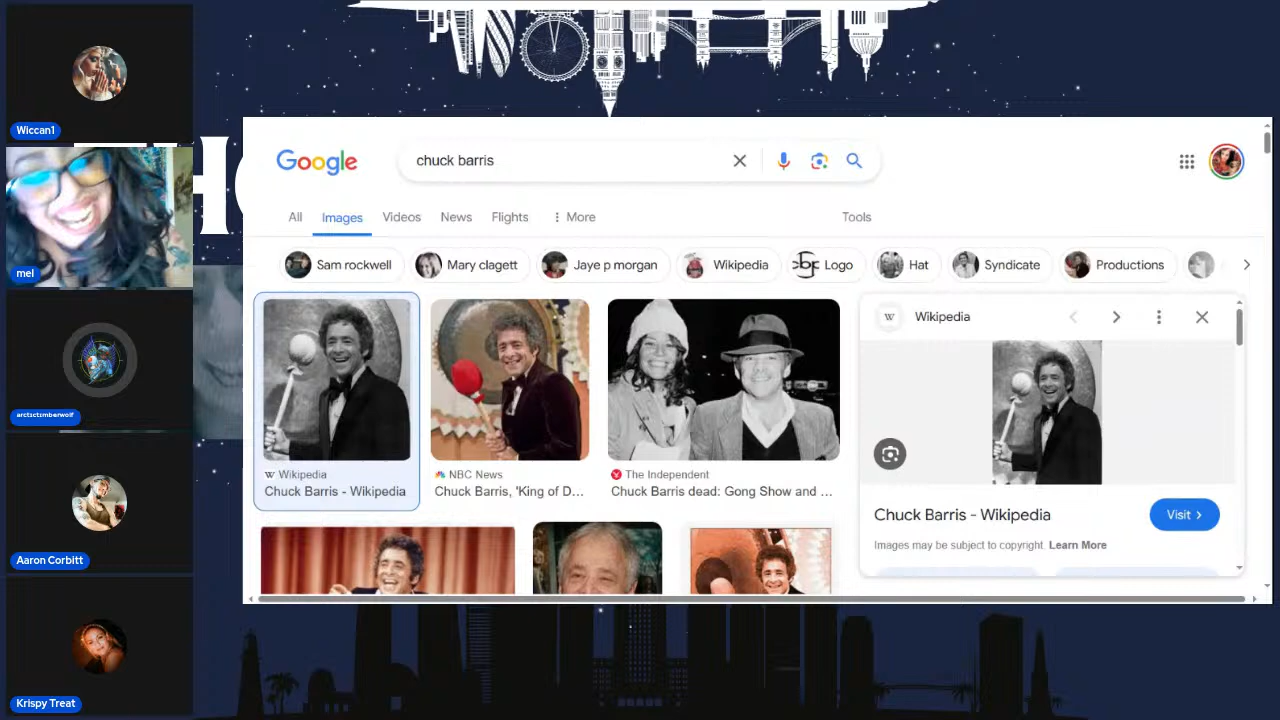 Wiccan1
mel
arct1ct1mberwolf
Aaron Corbitt
Krispy Treat
Google
chuck barris
All
Images
Videos
News
Flights
More
Tools
Sam rockwell
Mary clagett
Jaye p morgan
Wikipedia
Logo
Hat
Syndicate
Productions
W Wikipedia
Chuck Barris - Wikipedia
NBC News
Chuck Barris, 'King of D...
The Independent
Chuck Barris dead: Gong Show and ...
W Wikipedia
Chuck Barris - Wikipedia
Visit
Images may be subject to copyright. Learn More